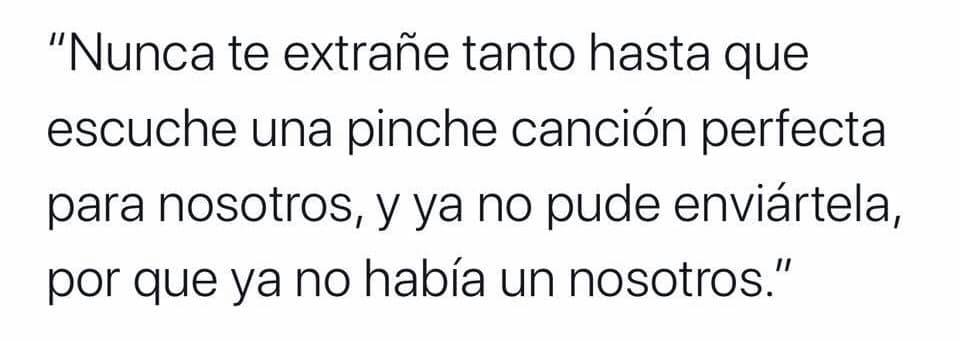 “Nunca te extrañe tanto hasta que
escuche una pinche canción perfecta
para nosotros, y ya no pude enviártela,
por que ya no había un nosotros.”